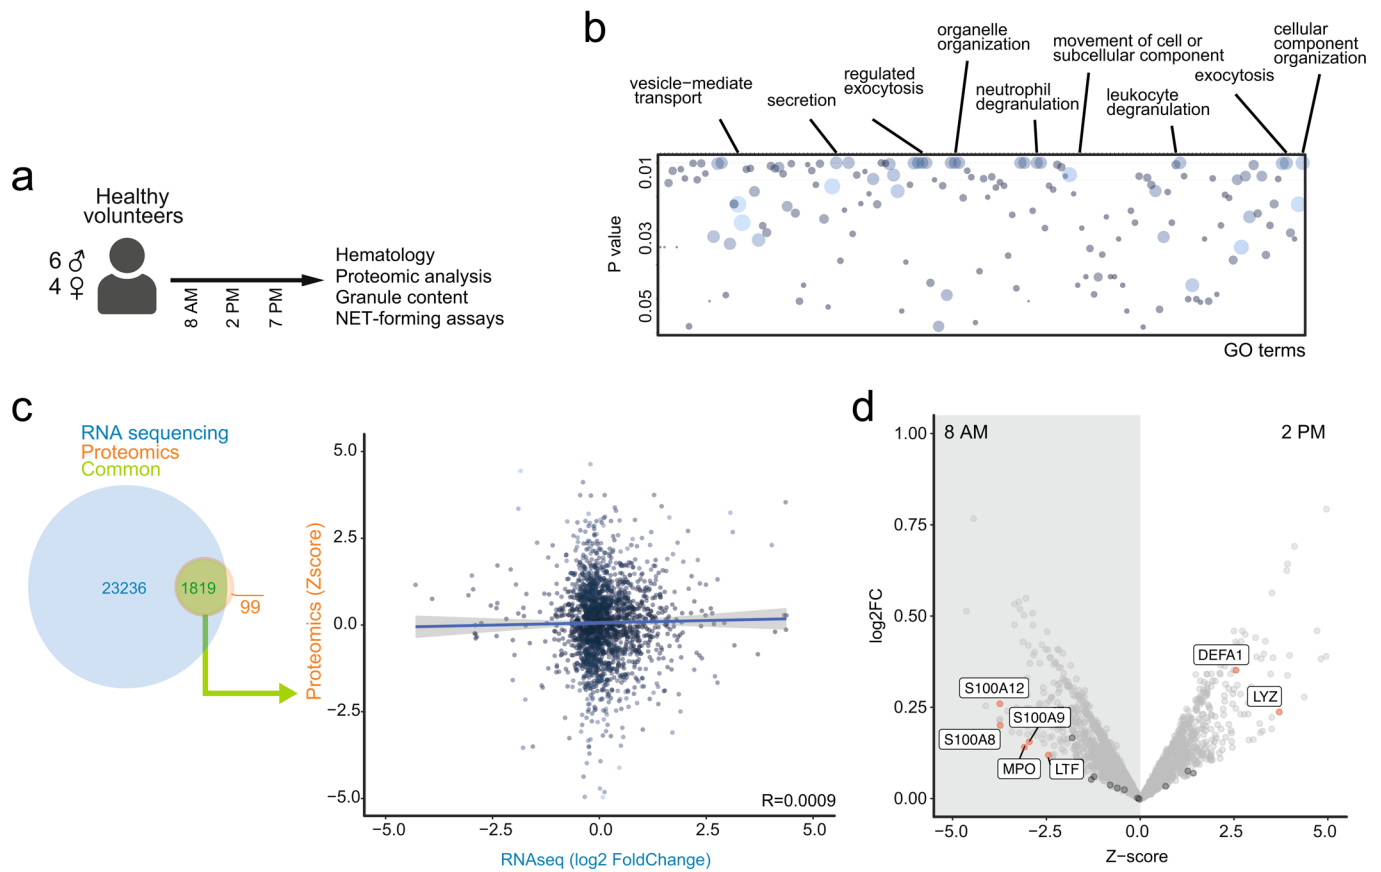 a
Healthy
volunteers
6 ♂
4 ♀
8 AM
2 PM
7 PM
Hematology
Proteomic analysis
Granule content
NET-forming assays
b
vesicle−mediate
transport
secretion
regulated
exocytosis
organelle
organization
neutrophil
degranulation
movement of cell or
subcellular component
leukocyte
degranulation
exocytosis
cellular
component
organization
P value
0.01
0.03
0.05
GO terms
c
RNA sequencing
Proteomics
Common
23236
1819
99
Proteomics (Zscore)
5.0
2.5
0.0
−2.5
−5.0
R=0.0009
−5.0
−2.5
0.0
2.5
5.0
RNAseq (log2 FoldChange)
d
8 AM
2 PM
log2FC
1.00
0.75
0.50
0.25
0.00
DEFA1
LYZ
S100A12
S100A9
S100A8
MPO
LTF
−5.0
−2.5
0.0
2.5
5.0
Z−score